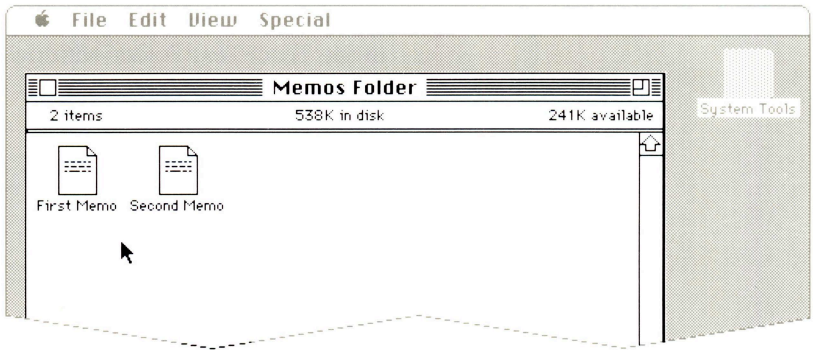 File Edit View Special
Memos Folder
2 items 538K in disk 241K available
System Tools
First Memo Second Memo